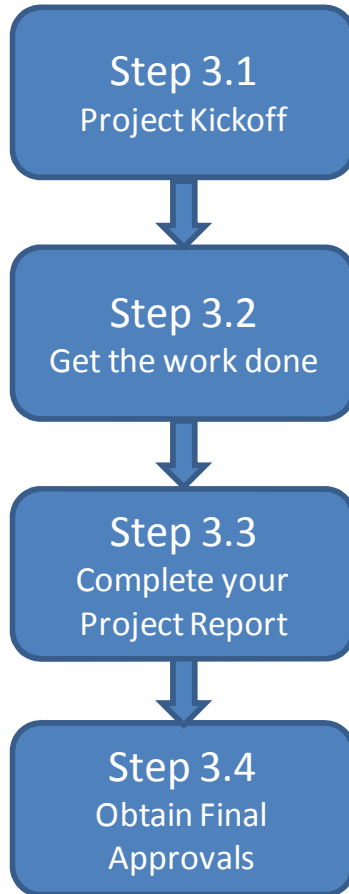 Step 3.1
Project Kickoff
Step 3.2
Get the work done
Step 3.3
Complete your
Project Report
Step 3.4
Obtain Final
Approvals